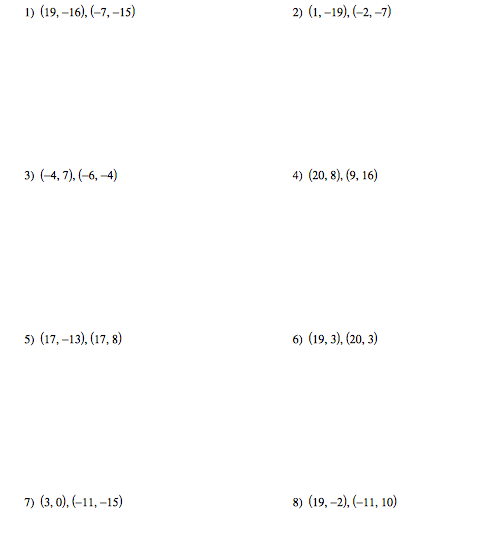 1) (19, –16), (–7, –15)
2) (1, –19), (–2, –7)
3) (–4, 7), (–6, –4)
4) (20, 8), (9, 16)
5) (17, –13), (17, 8)
6) (19, 3), (20, 3)
7) (3, 0), (–11, –15)
8) (19, –2), (–11, 10)